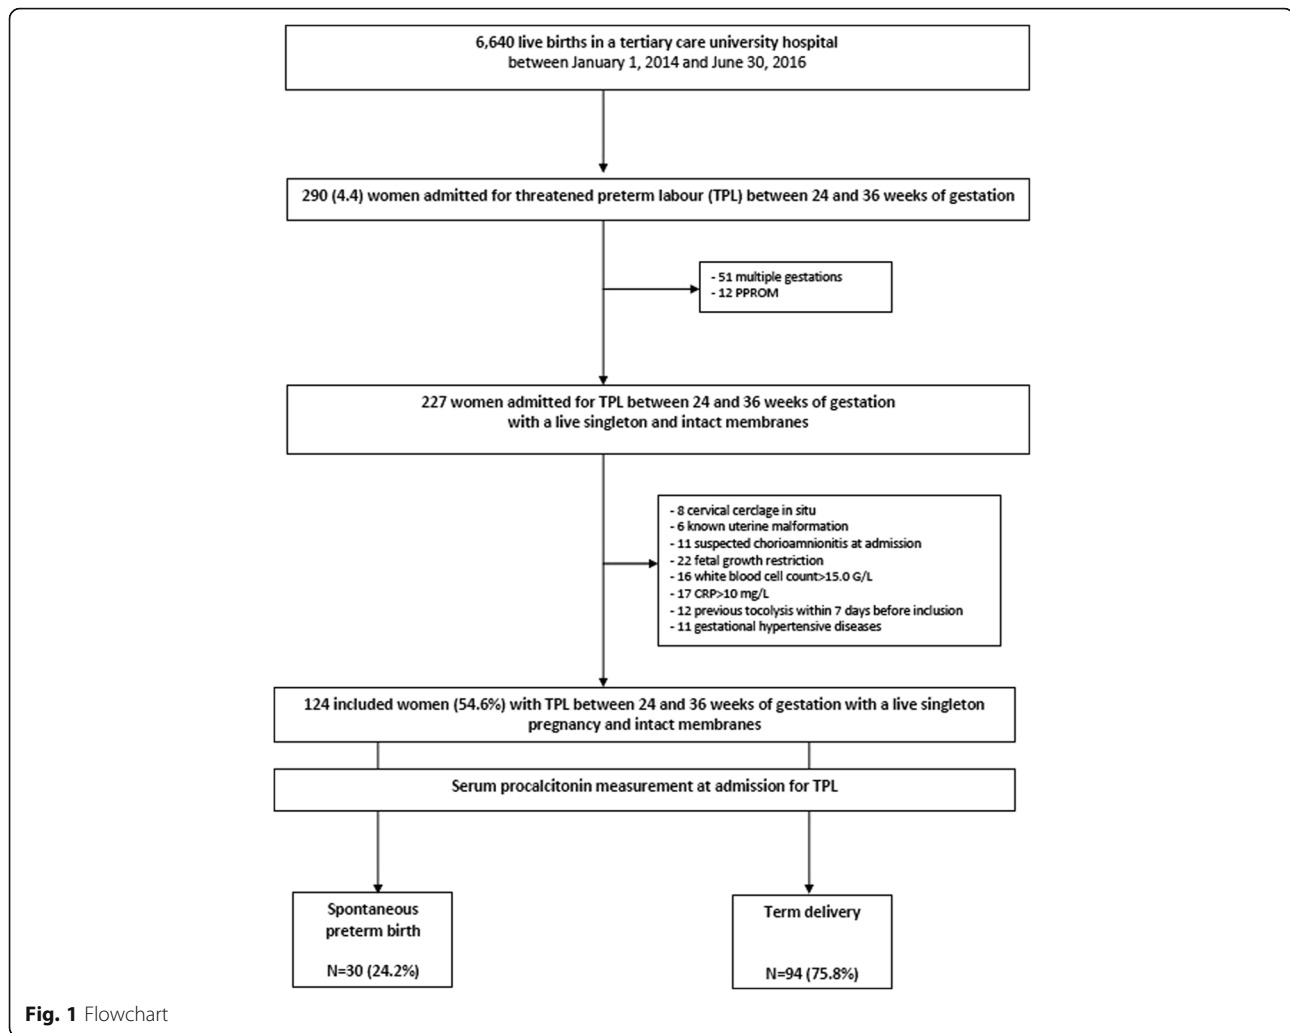 6,640 live births in a tertiary care university hospital
between January 1, 2014 and June 30, 2016
290 (4.4) women admitted for threatened preterm labour (TPL) between 24 and 36 weeks of gestation
- 51 multiple gestations
- 12 PPROM
227 women admitted for TPL between 24 and 36 weeks of gestation
with a live singleton and intact membranes
- 8 cervical cerclage in situ
- 6 known uterine malformation
- 11 suspected chorioamnionitis at admission
- 22 fetal growth restriction
- 16 white blood cell count>15.0 G/L
- 17 CRP>10 mg/L
- 12 previous tocolysis within 7 days before inclusion
- 11 gestational hypertensive diseases
124 included women (54.6%) with TPL between 24 and 36 weeks of gestation with a live singleton
pregnancy and intact membranes
Serum procalcitonin measurement at admission for TPL
Spontaneous
preterm birth
N=30 (24.2%)
Term delivery
N=94 (75.8%)
Fig. 1 Flowchart